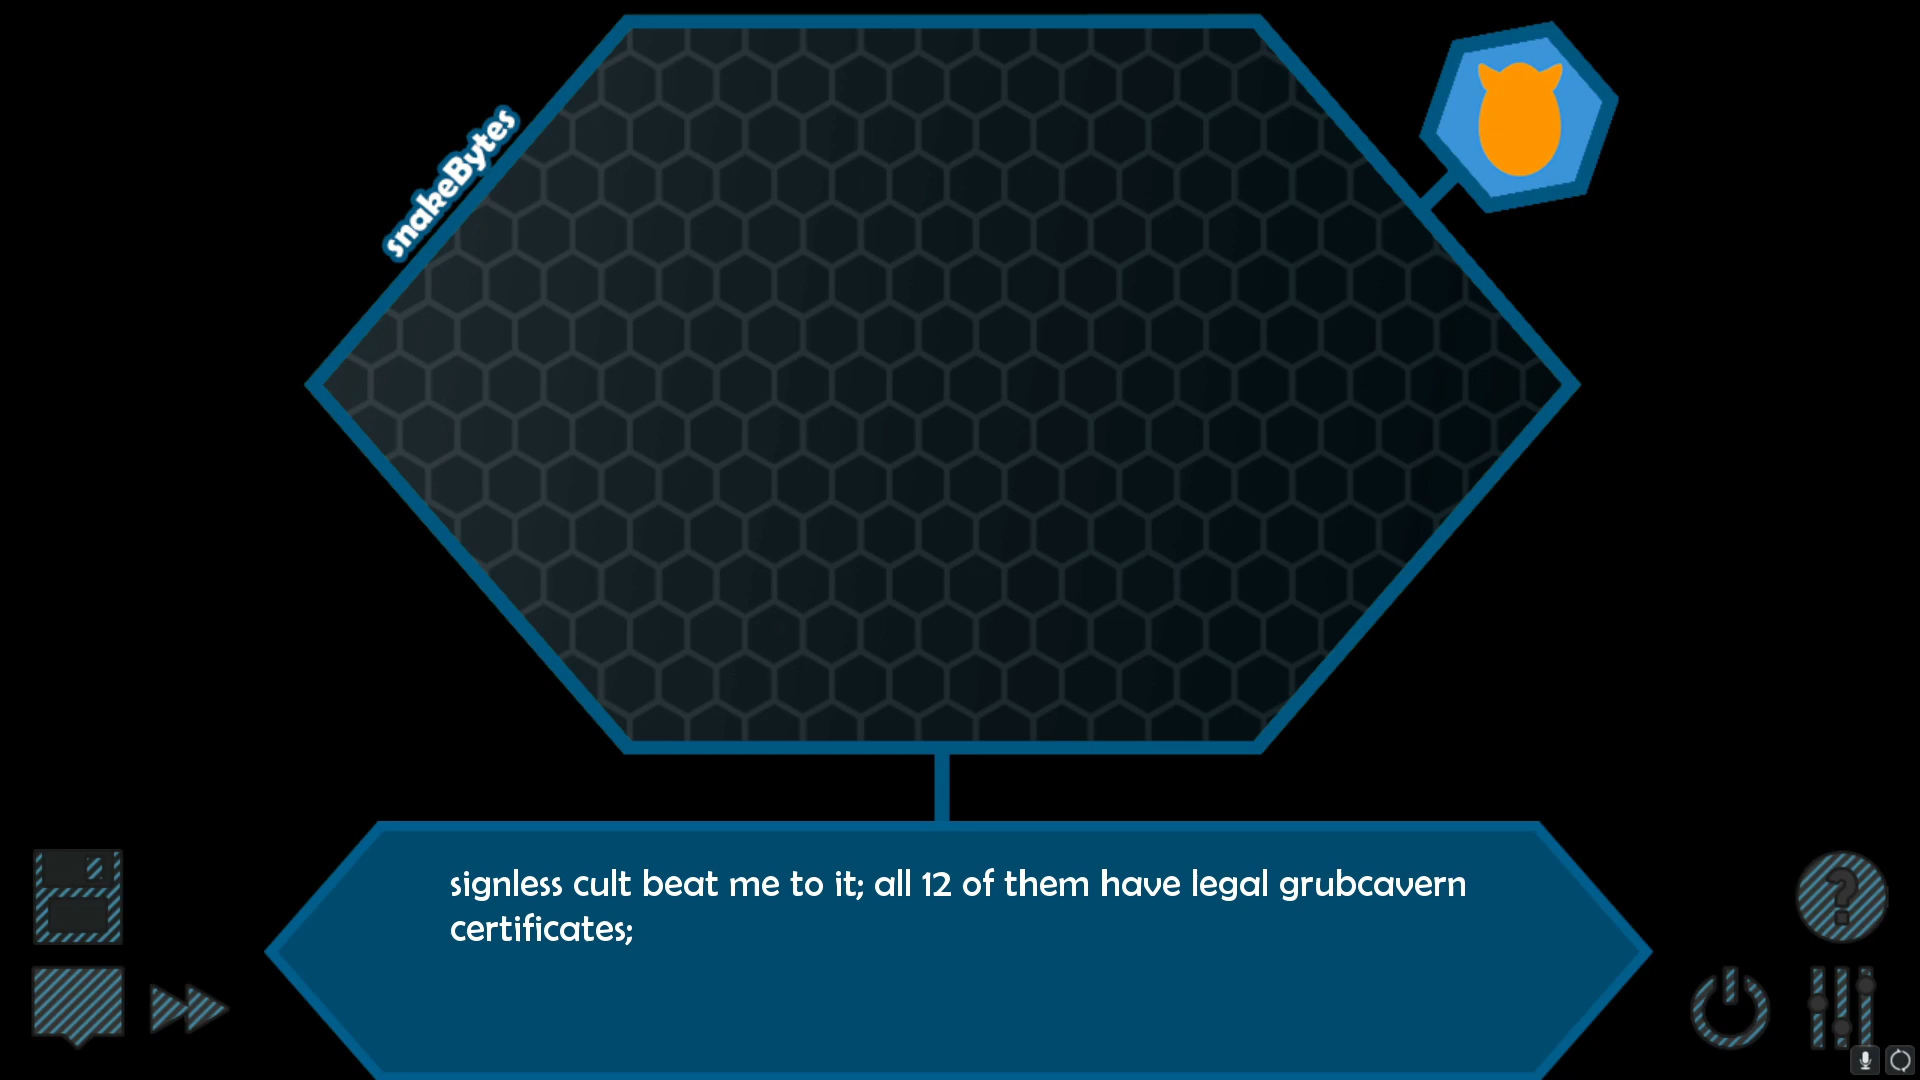 snakeBytes
signless cult beat me to it; all 12 of them have legal grubcavern
certificates;
?